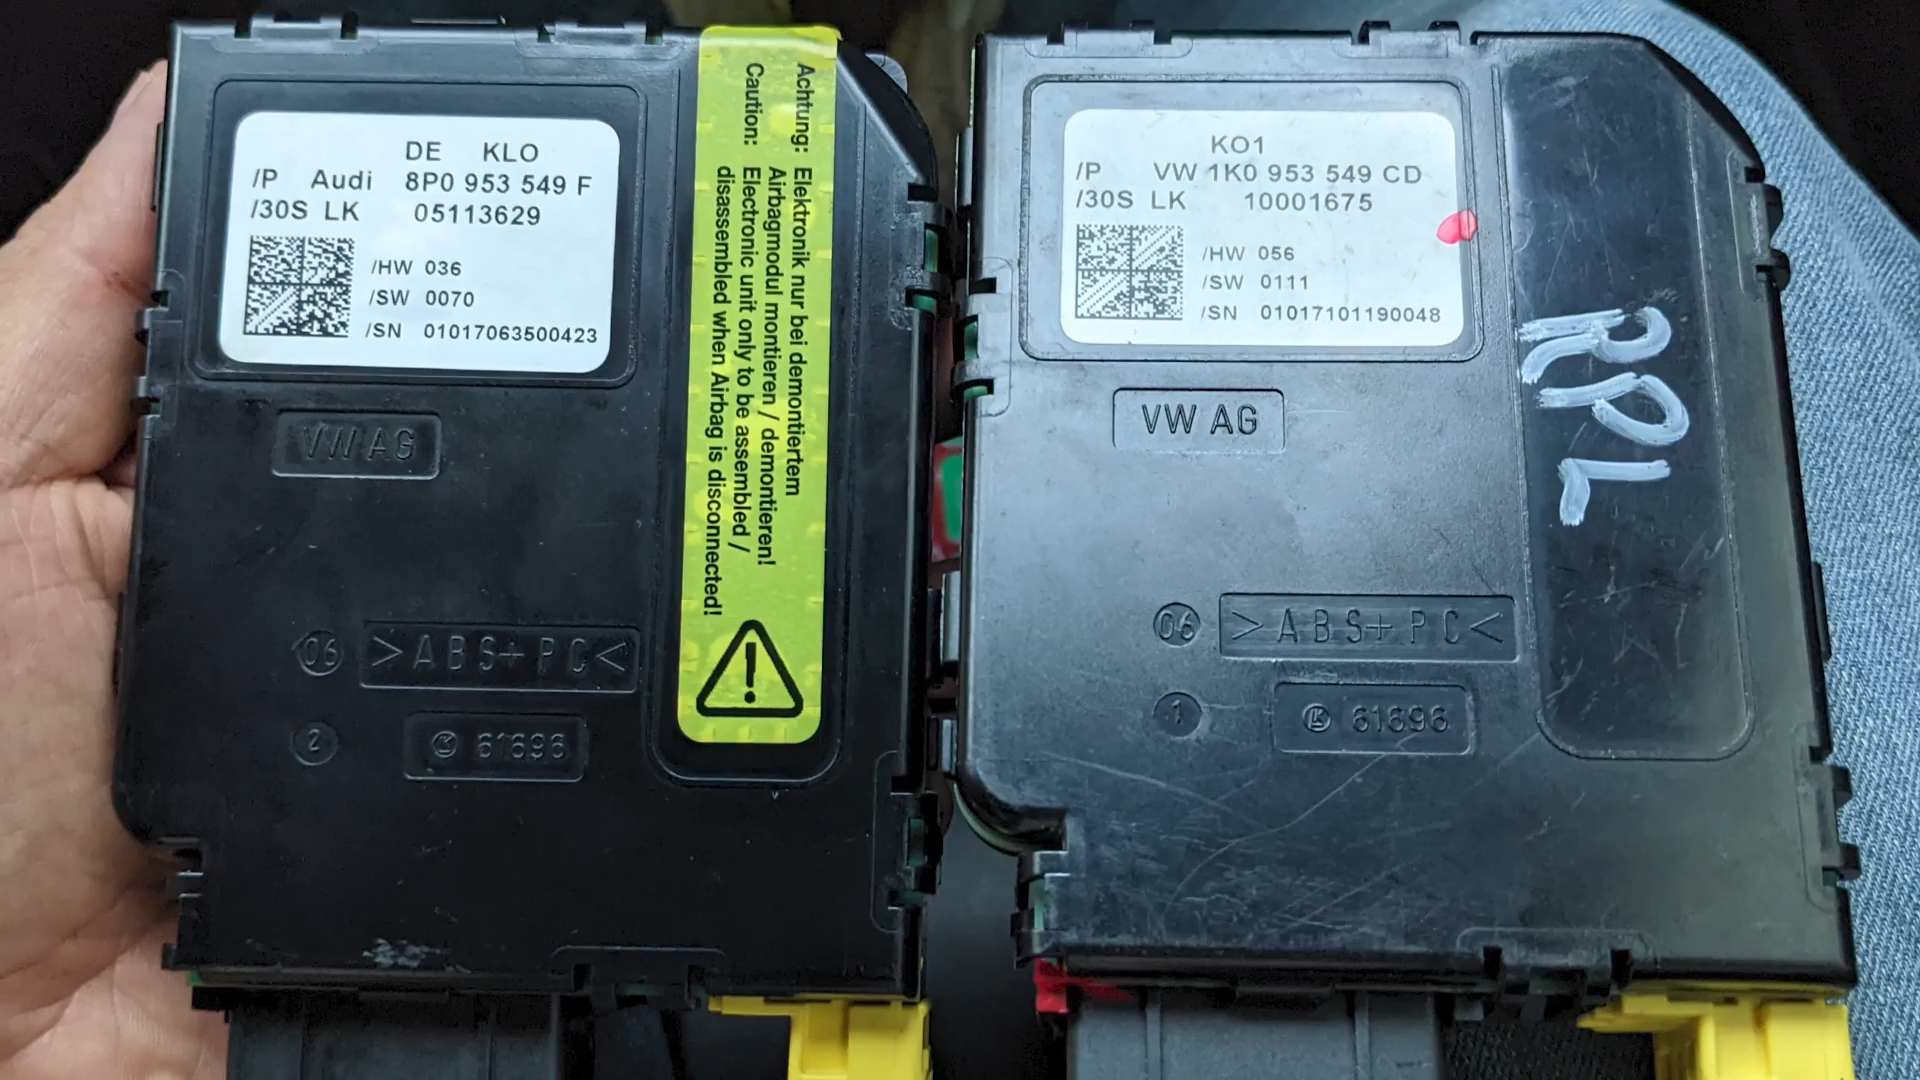 DE KLO
/P Audi 8P0 953 549 F
/30S LK 05113629
/HW 036
/SW 0070
/SN 01017063500423
VW AG
06 >ABS+PC<
2 LK 61696
Achtung: Elektronik nur bei demontiertem
Airbagmodul montieren / demontieren!
Caution: Electronic unit only to be assembled /
disassembled when Airbag is disconnected!
KO1
/P VW 1K0 953 549 CD
/30S LK 10001675
/HW 056
/SW 0111
/SN 01017101190048
VW AG
06 >ABS+PC<
1 LK 61696
RPL